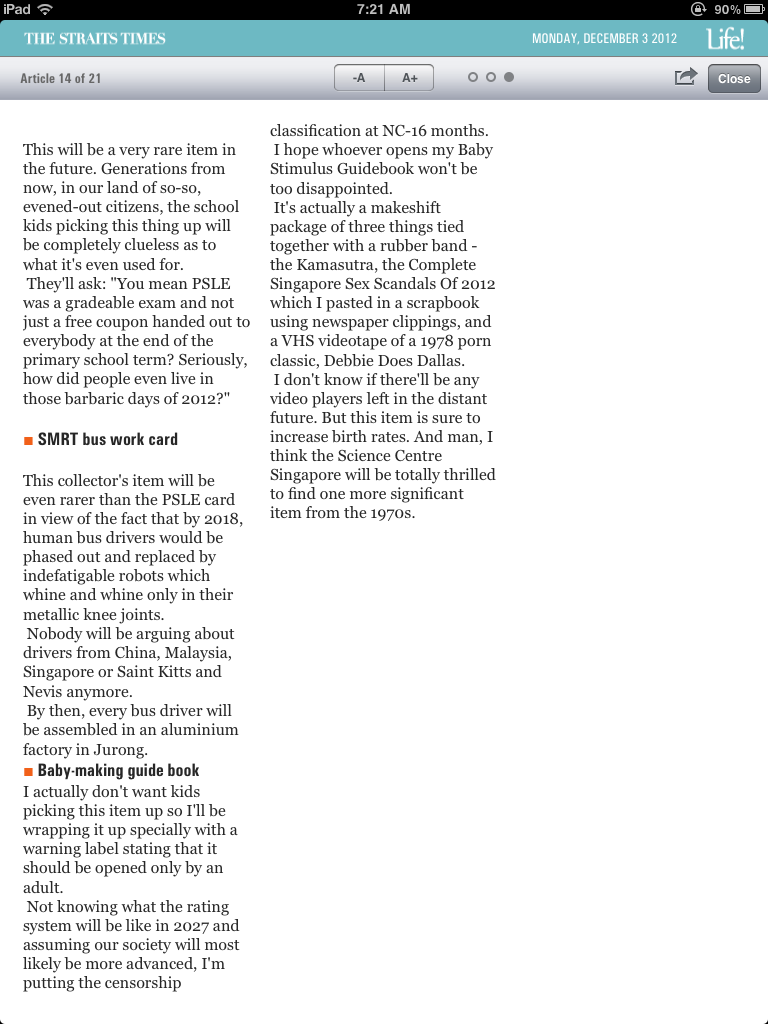 iPad
7:21 AM
90%
THE STRAITS TIMES
MONDAY, DECEMBER 3 2012
Life!
Article 14 of 21
-A
A+
Close
This will be a very rare item in
the future. Generations from
now, in our land of so-so,
evened-out citizens, the school
kids picking this thing up will
be completely clueless as to
what it's even used for.
They'll ask: "You mean PSLE
was a gradeable exam and not
just a free coupon handed out to
everybody at the end of the
primary school term? Seriously,
how did people even live in
those barbaric days of 2012?"
■ SMRT bus work card
This collector's item will be
even rarer than the PSLE card
in view of the fact that by 2018,
human bus drivers would be
phased out and replaced by
indefatigable robots which
whine and whine only in their
metallic knee joints.
Nobody will be arguing about
drivers from China, Malaysia,
Singapore or Saint Kitts and
Nevis anymore.
By then, every bus driver will
be assembled in an aluminium
factory in Jurong.
■ Baby-making guide book
I actually don't want kids
picking this item up so I'll be
wrapping it up specially with a
warning label stating that it
should be opened only by an
adult.
Not knowing what the rating
system will be like in 2027 and
assuming our society will most
likely be more advanced, I'm
putting the censorship
classification at NC-16 months.
I hope whoever opens my Baby
Stimulus Guidebook won't be
too disappointed.
It's actually a makeshift
package of three things tied
together with a rubber band -
the Kamasutra, the Complete
Singapore Sex Scandals Of 2012
which I pasted in a scrapbook
using newspaper clippings, and
a VHS videotape of a 1978 porn
classic, Debbie Does Dallas.
I don't know if there'll be any
video players left in the distant
future. But this item is sure to
increase birth rates. And man, I
think the Science Centre
Singapore will be totally thrilled
to find one more significant
item from the 1970s.